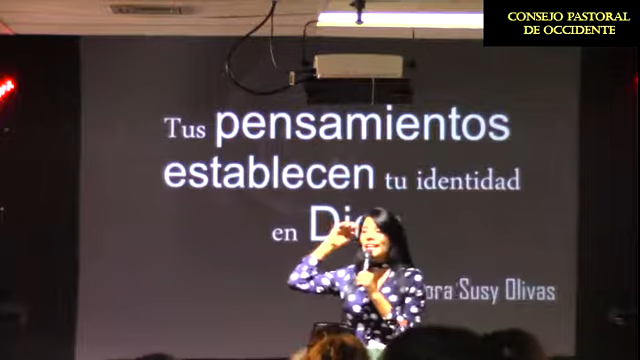 CONSEJO PASTORAL
DE OCCIDENTE
Tus pensamientos
establecen tu identidad
en
Susy Olivas